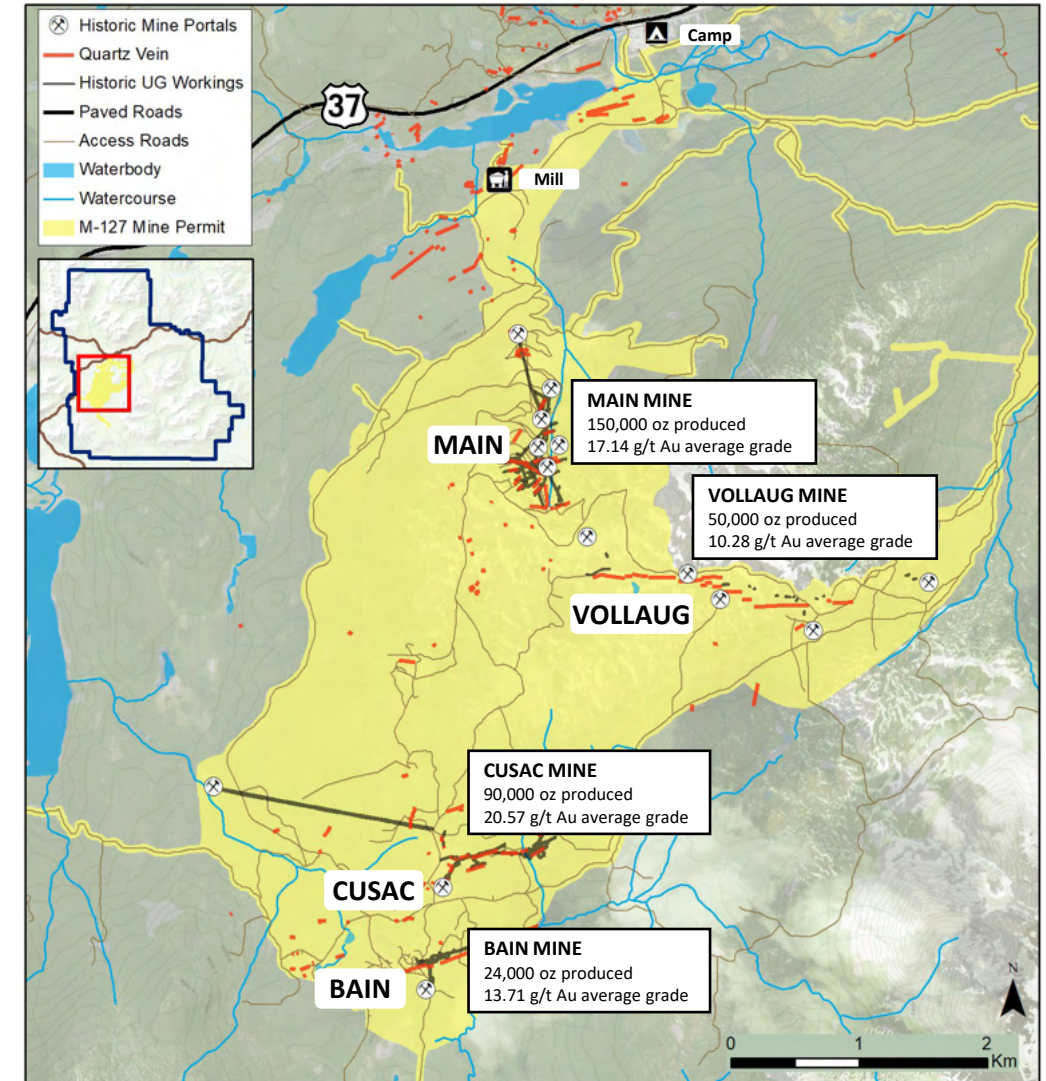 Historic Mine Portals
Quartz Vein
Historic UG Workings
Paved Roads
Access Roads
Waterbody
Watercourse
M-127 Mine Permit
37
Camp
Mill
MAIN
MAIN MINE
150,000 oz produced
17.14 g/t Au average grade
VOLLAUG MINE
50,000 oz produced
10.28 g/t Au average grade
VOLLAUG
CUSAC MINE
90,000 oz produced
20.57 g/t Au average grade
CUSAC
BAIN MINE
24,000 oz produced
13.71 g/t Au average grade
BAIN
N
0 1 2
Km